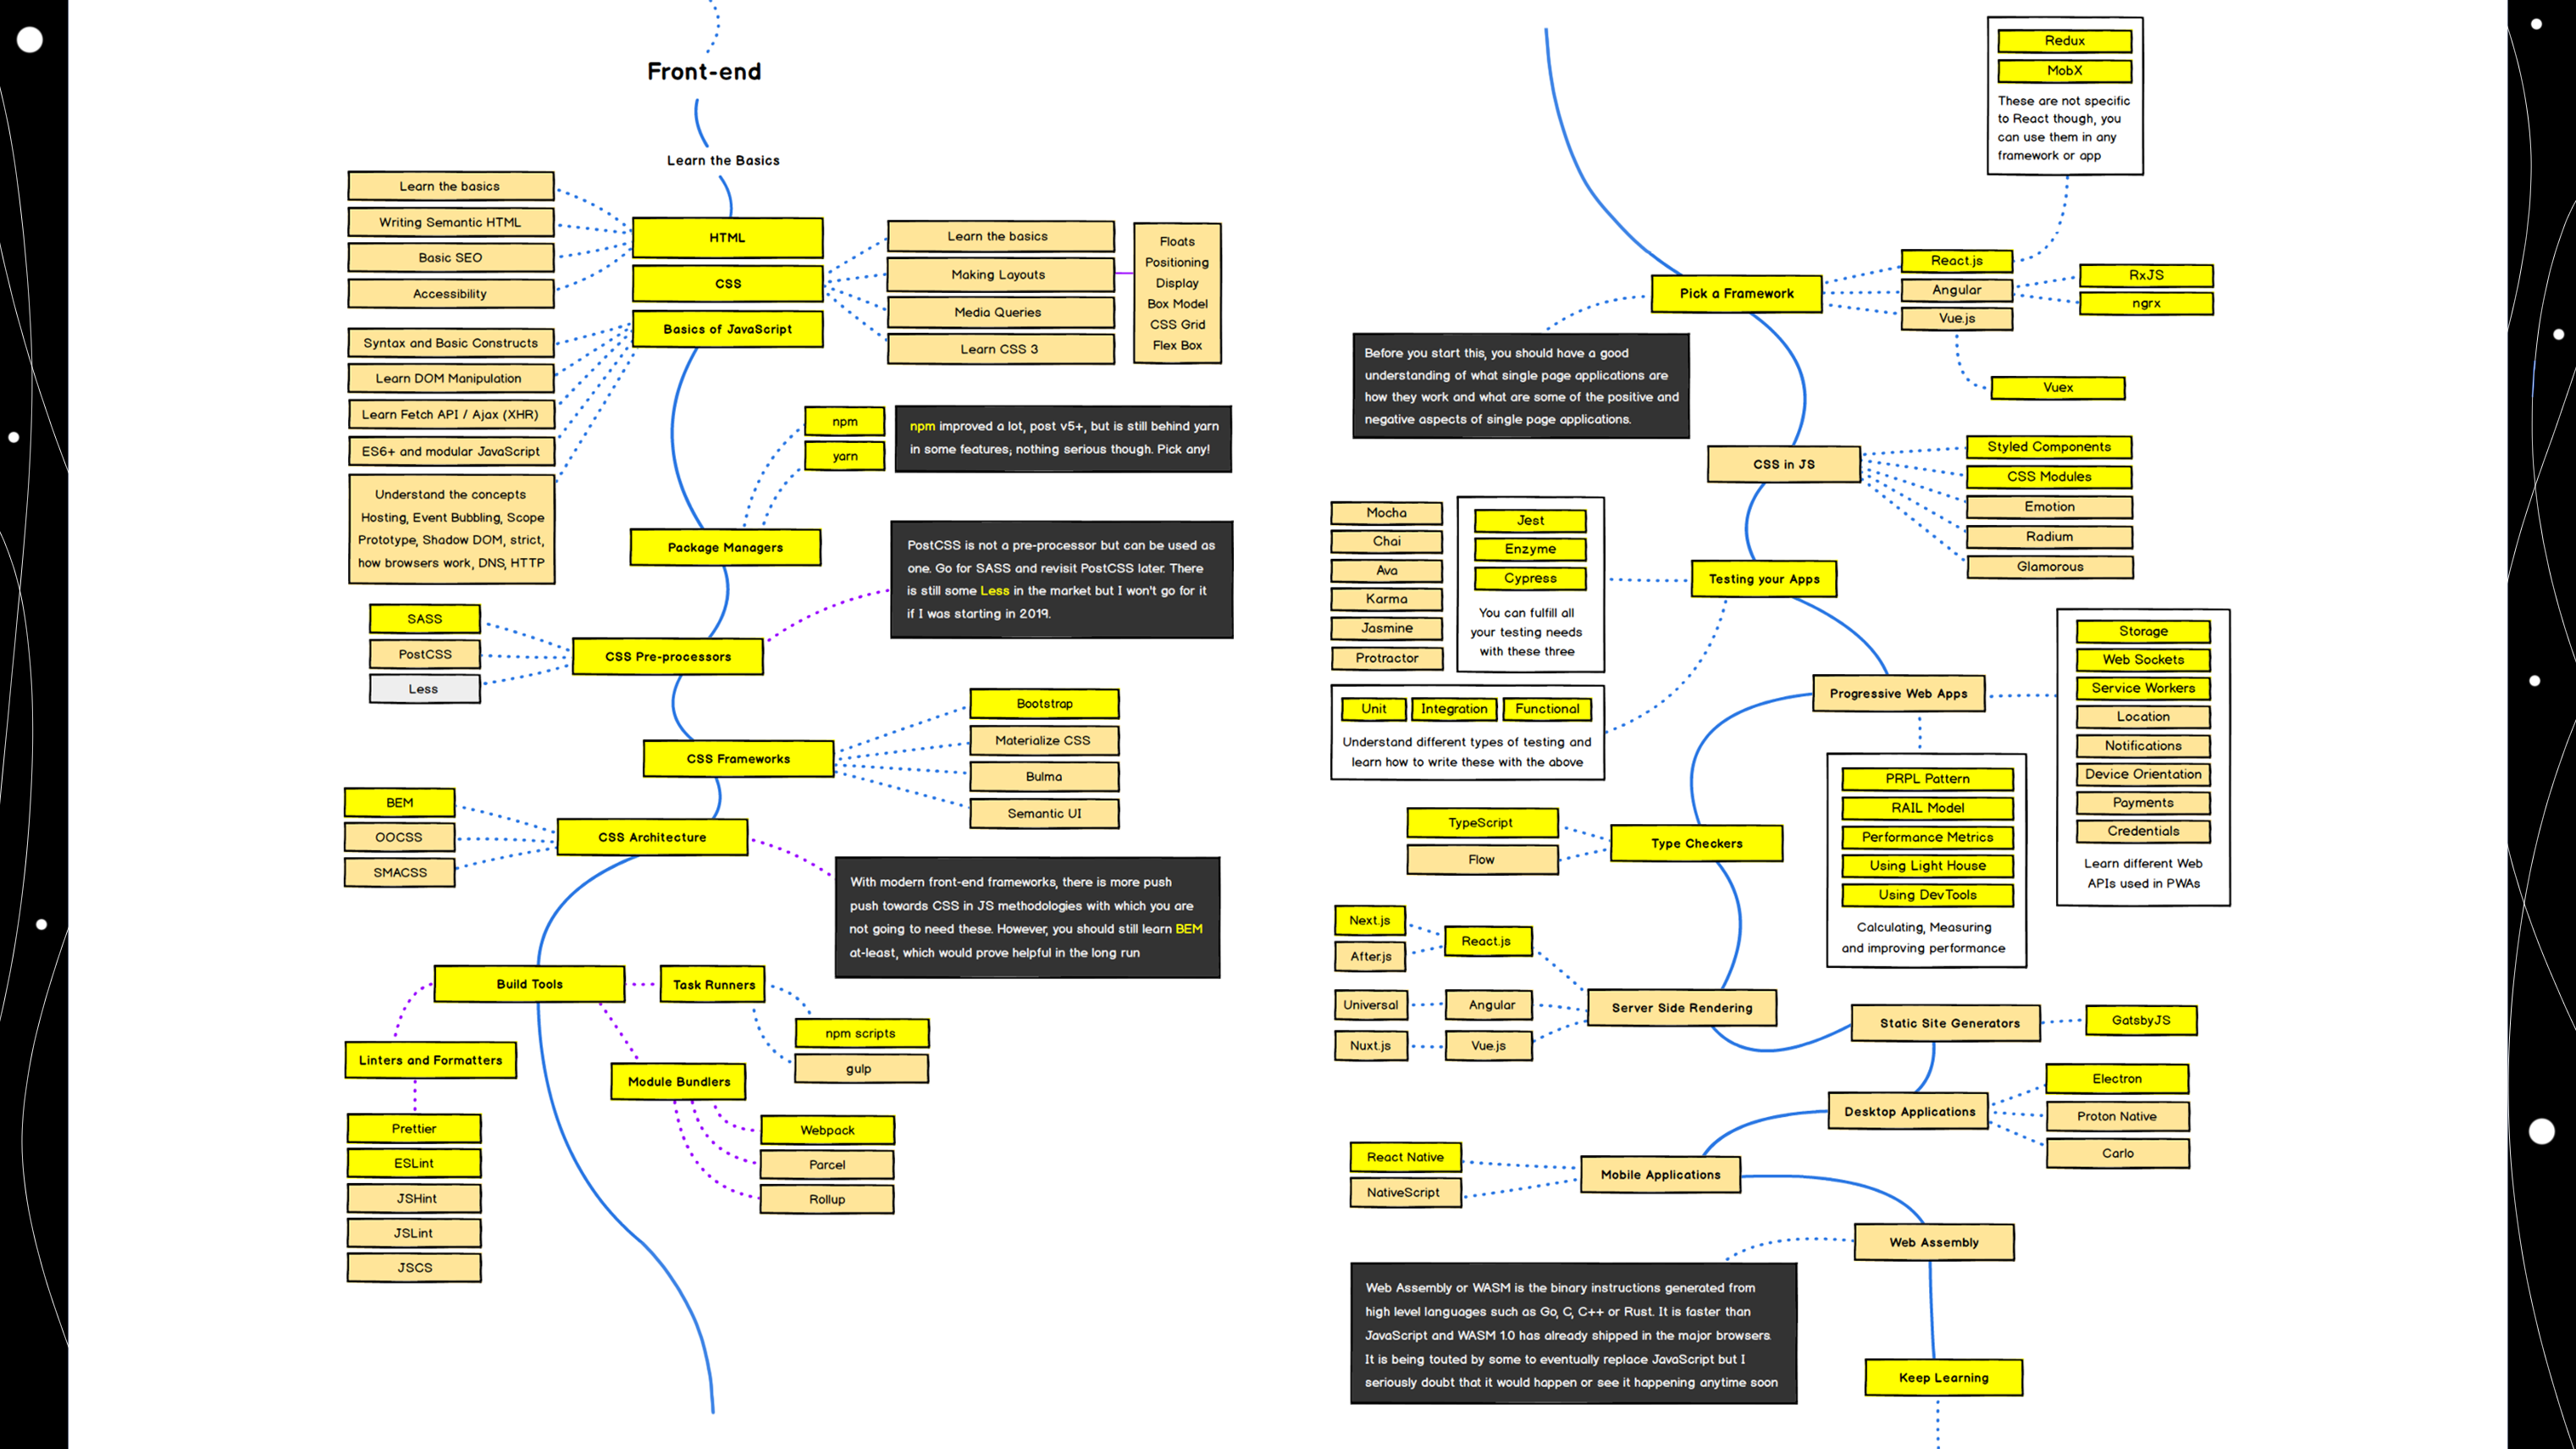 Front-end
Learn the Basics
Learn the basics
Writing Semantic HTML
Basic SEO
Accessibility
HTML
CSS
Basics of JavaScript
Learn the basics
Making Layouts
Media Queries
Learn CSS 3
Floats
Positioning
Display
Box Model
CSS Grid
Flex Box
Syntax and Basic Constructs
Learn DOM Manipulation
Learn Fetch API / Ajax (XHR)
ES6+ and modular JavaScript
Understand the concepts
Hosting, Event Bubbling, Scope
Prototype, Shadow DOM, strict,
how browsers work, DNS, HTTP
npm
yarn
npm improved a lot, post v5+, but is still behind yarn
in some features; nothing serious though. Pick any!
Package Managers
PostCSS is not a pre-processor but can be used as
one. Go for SASS and revisit PostCSS later. There
is still some Less in the market but I won't go for it
if I was starting in 2019.
SASS
PostCSS
Less
CSS Pre-processors
CSS Frameworks
Bootstrap
Materialize CSS
Bulma
Semantic UI
BEM
OOCSS
SMACSS
CSS Architecture
With modern front-end frameworks, there is more push
push towards CSS in JS methodologies with which you are
not going to need these. However, you should still learn BEM
at-least, which would prove helpful in the long run
Build Tools
Task Runners
npm scripts
gulp
Linters and Formatters
Module Bundlers
Prettier
ESLint
JSHint
JSLint
JSCS
Webpack
Parcel
Rollup
Redux
MobX
These are not specific
to React though, you
can use them in any
framework or app
Pick a Framework
React.js
Angular
Vue.js
RxJS
ngrx
Vuex
Before you start this, you should have a good
understanding of what single page applications are
how they work and what are some of the positive and
negative aspects of single page applications.
CSS in JS
Styled Components
CSS Modules
Emotion
Radium
Glamorous
Mocha
Chai
Ava
Karma
Jasmine
Protractor
Jest
Enzyme
Cypress
You can fulfill all
your testing needs
with these three
Testing your Apps
Unit
Integration
Functional
Understand different types of testing and
learn how to write these with the above
Progressive Web Apps
Storage
Web Sockets
Service Workers
Location
Notifications
Device Orientation
Payments
Credentials
Learn different Web
APIs used in PWAs
PRPL Pattern
RAIL Model
Performance Metrics
Using Light House
Using DevTools
Calculating, Measuring
and improving performance
TypeScript
Flow
Type Checkers
Next.js
After.js
React.js
Universal
Angular
Nuxt.js
Vue.js
Server Side Rendering
Static Site Generators
GatsbyJS
Desktop Applications
Electron
Proton Native
Carlo
React Native
NativeScript
Mobile Applications
Web Assembly
Web Assembly or WASM is the binary instructions generated from
high level languages such as Go, C, C++ or Rust. It is faster than
JavaScript and WASM 1.0 has already shipped in the major browsers.
It is being touted by some to eventually replace JavaScript but I
seriously doubt that it would happen or see it happening anytime soon
Keep Learning